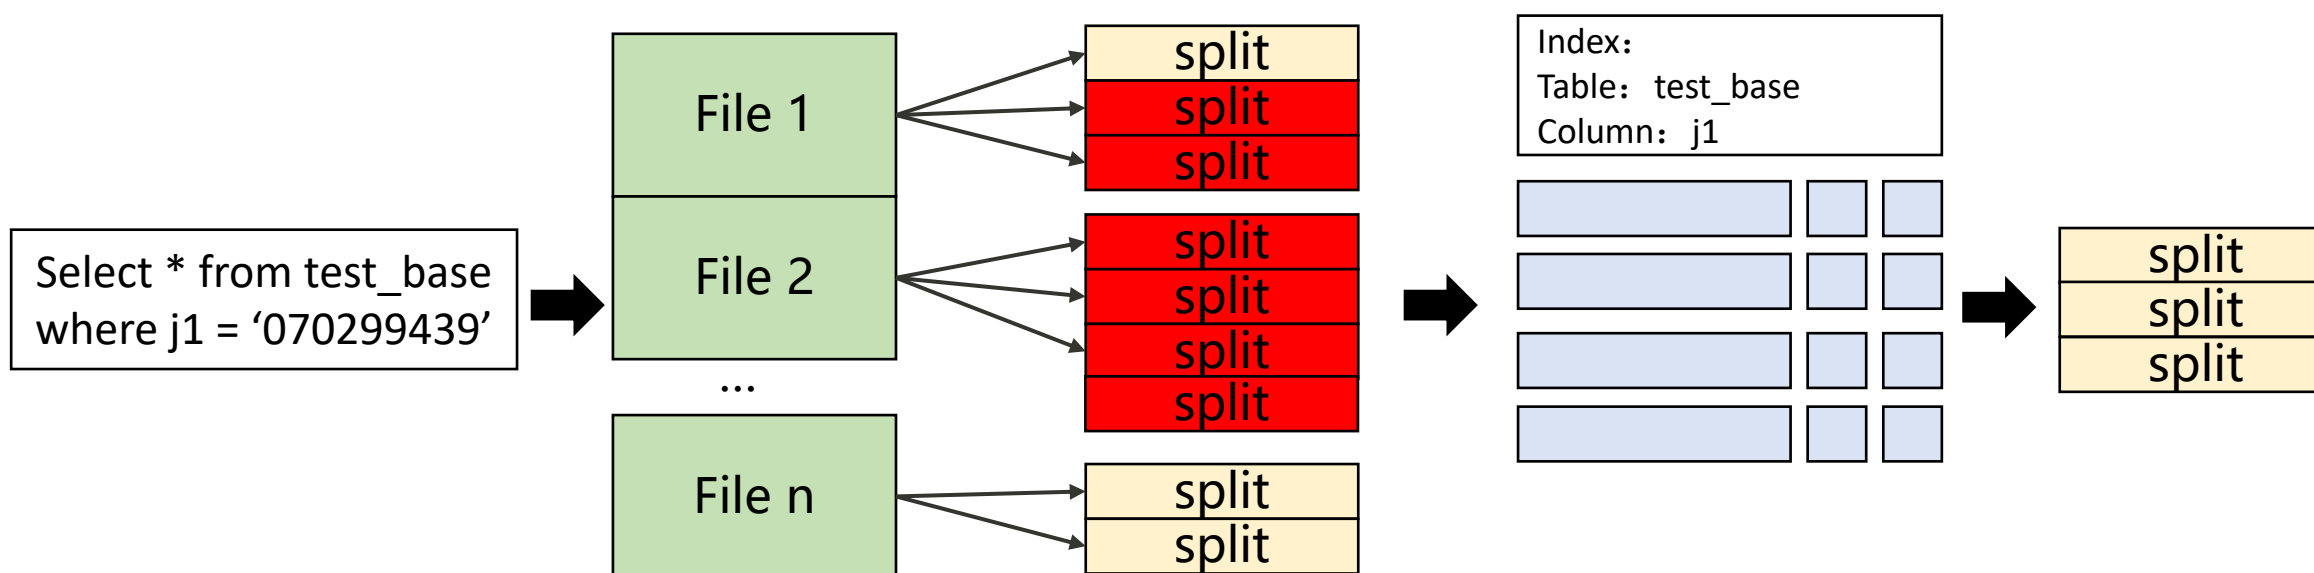 Select * from test_base
where j1 = ‘070299439’
File 1
File 2
...
File n
split
split
split
split
split
split
split
split
split
Index：
Table： test_base
Column： j1
split
split
split